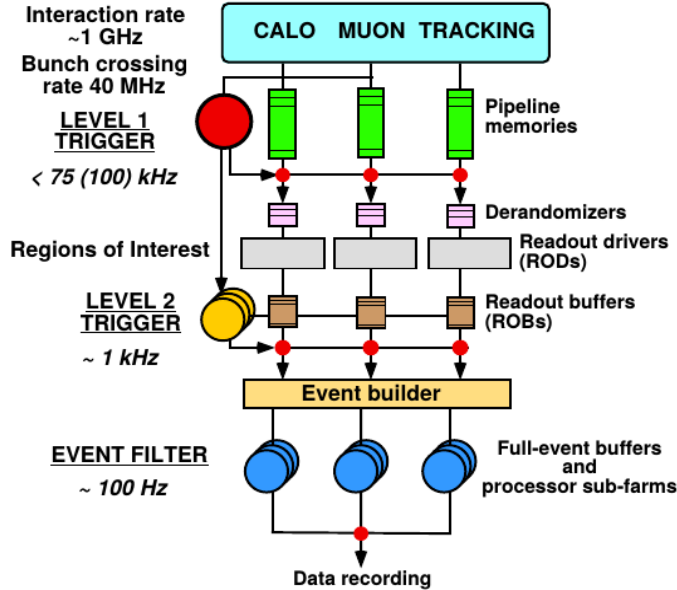 Interaction rate
~1 GHz
CALO MUON TRACKING
Bunch crossing
rate 40 MHz
Pipeline
memories
LEVEL 1
TRIGGER
< 75 (100) kHz
Derandomizers
Regions of Interest
Readout drivers
(RODs)
LEVEL 2
TRIGGER
Readout buffers
(ROBs)
~ 1 kHz
Event builder
EVENT FILTER
~ 100 Hz
Full-event buffers
and
processor sub-farms
Data recording